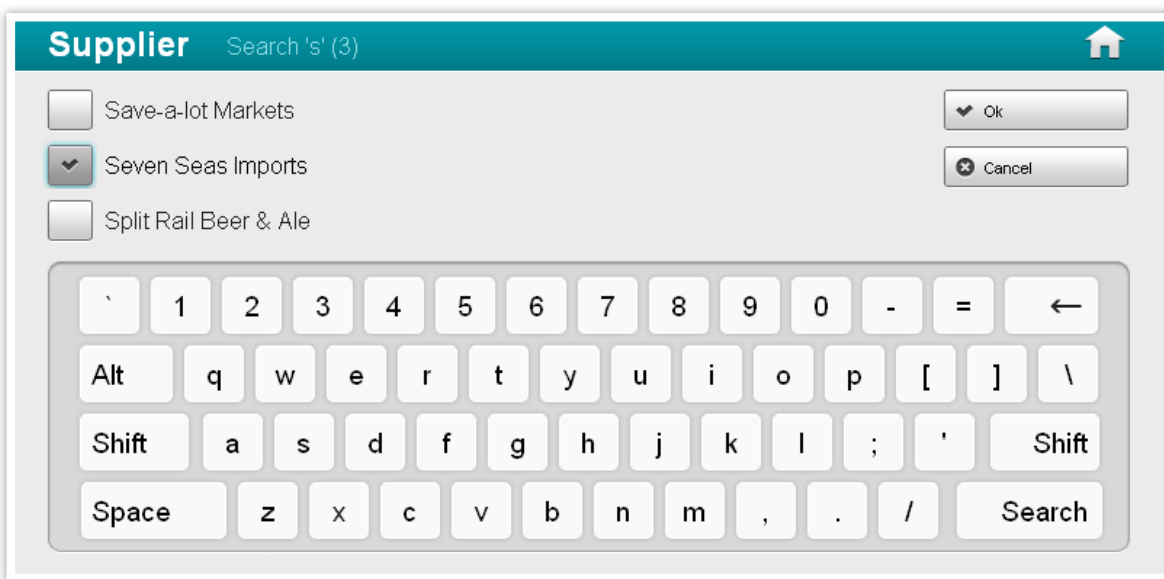 Supplier Search 's' (3)
Save-a-lot Markets
Ok
Seven Seas Imports
Cancel
Split Rail Beer & Ale
` 1 2 3 4 5 6 7 8 9 0 - = ←
Alt q w e r t y u i o p [ ] \
Shift a s d f g h j k l ; ' Shift
Space z x c v b n m , . / Search